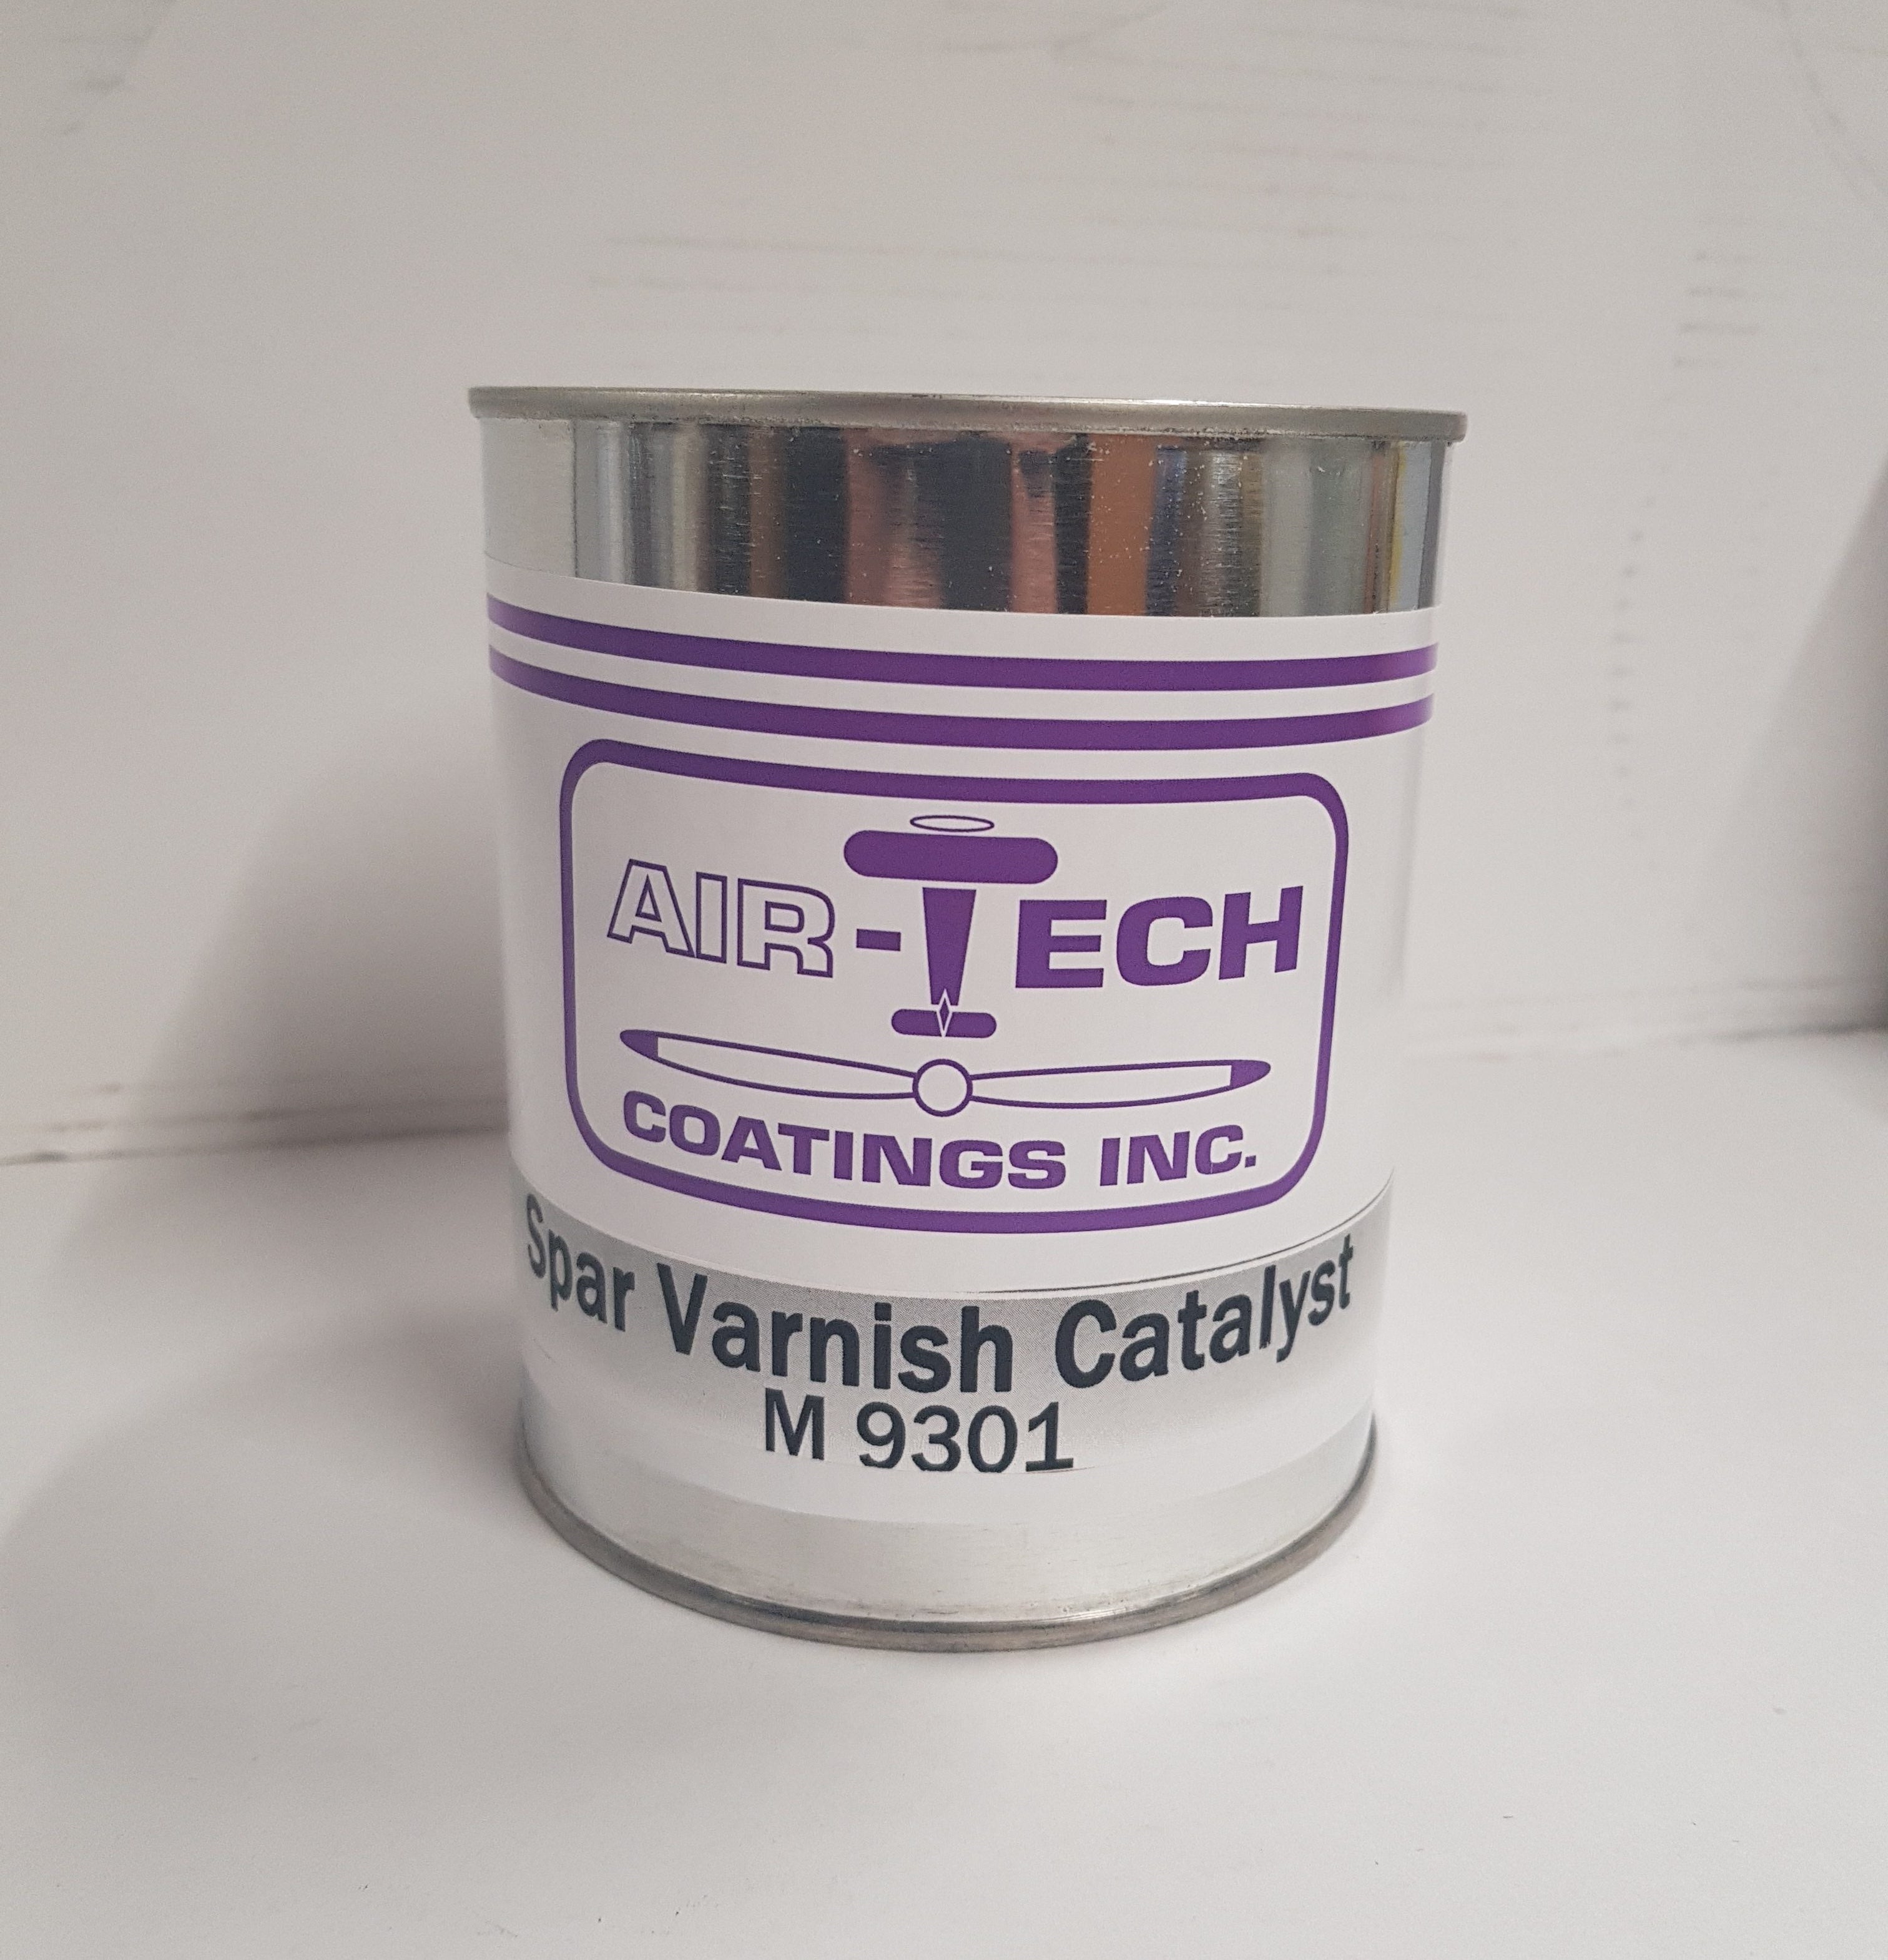 AIR-TECH
COATINGS INC.
Spar Varnish Catalyst
M 9301